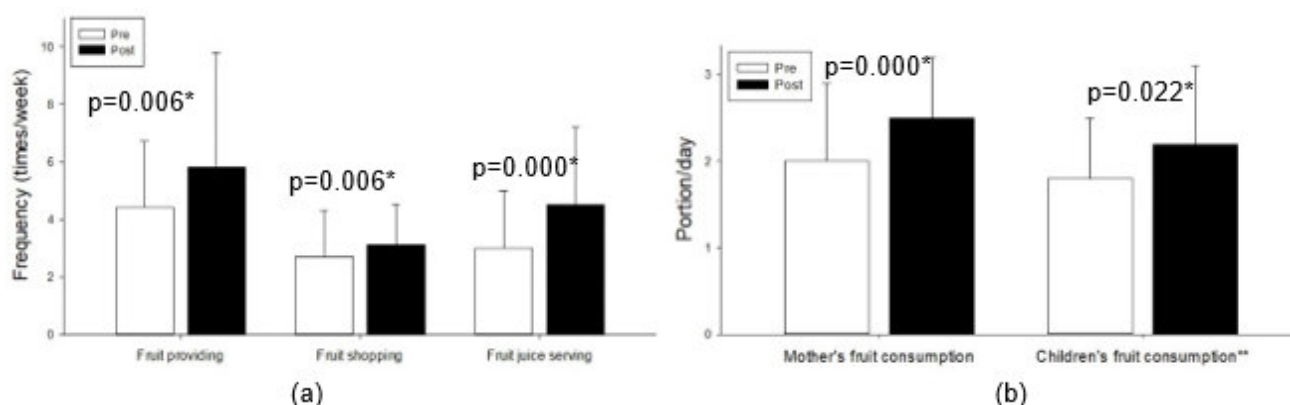 Frequency (times/week)
10
8
6
4
2
0
Pre
Post
p=0.006*
p=0.006*
p=0.000*
Fruit providing
Fruit shopping
Fruit juice serving
(a)
Portion/day
3
2
1
0
Pre
Post
p=0.000*
p=0.022*
Mother's fruit consumption
Children's fruit consumption**
(b)